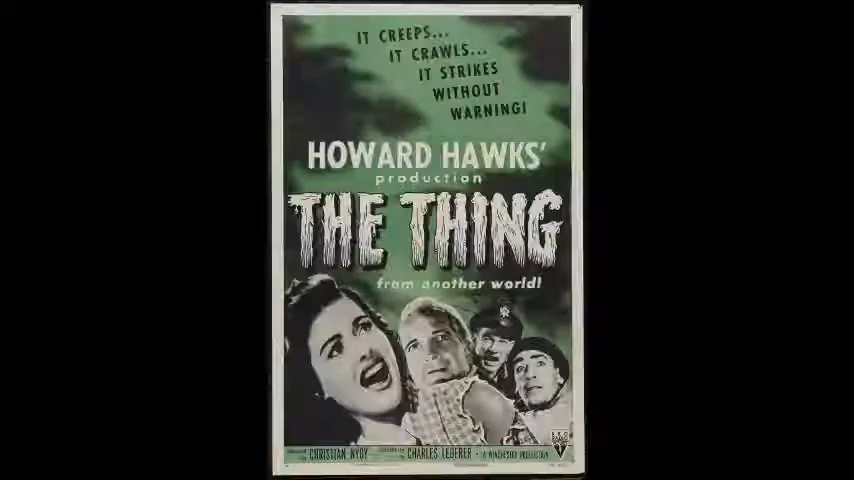 IT CREEPS...
IT CRAWLS...
IT STRIKES
WITHOUT
WARNING!
HOWARD HAWKS'
production
THE THING
from another world!
CHRISTIAN NYBY CHARLES LEDERER • A WINCHESTER PRODUCTION
RKO